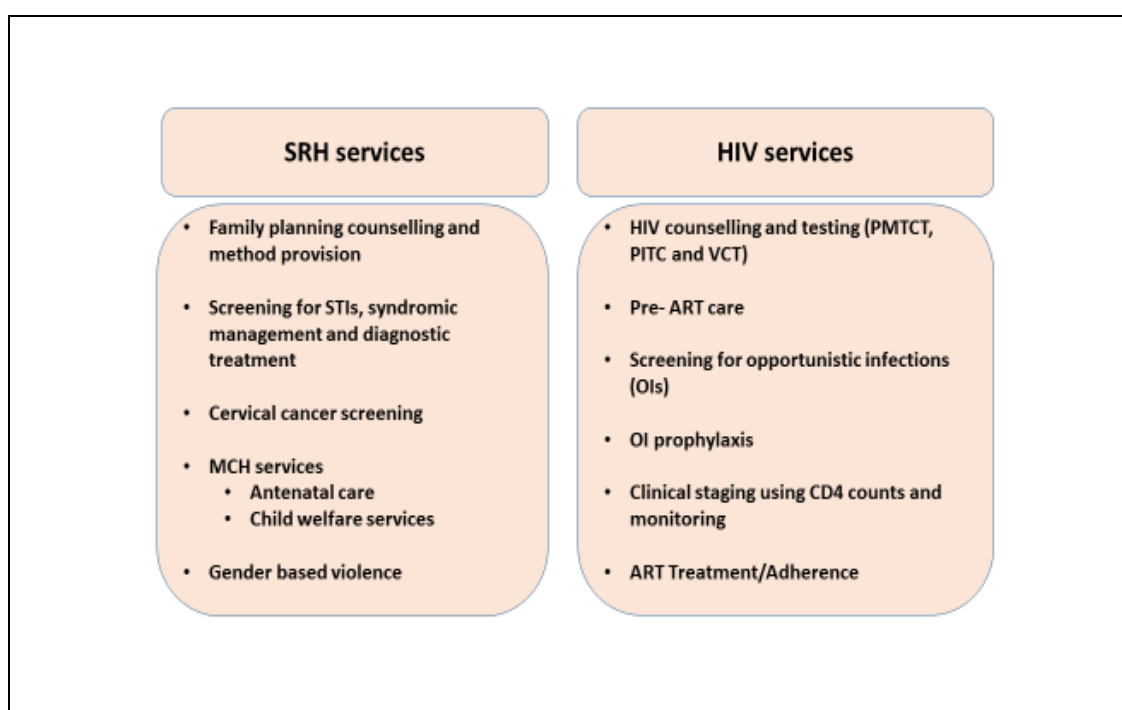 SRH services
• Family planning counselling and
method provision
• Screening for STIs, syndromic
management and diagnostic
treatment
• Cervical cancer screening
• MCH services
• Antenatal care
• Child welfare services
• Gender based violence
HIV services
• HIV counselling and testing (PMTCT,
PITC and VCT)
• Pre- ART care
• Screening for opportunistic infections
(OIs)
• OI prophylaxis
• Clinical staging using CD4 counts and
monitoring
• ART Treatment/Adherence